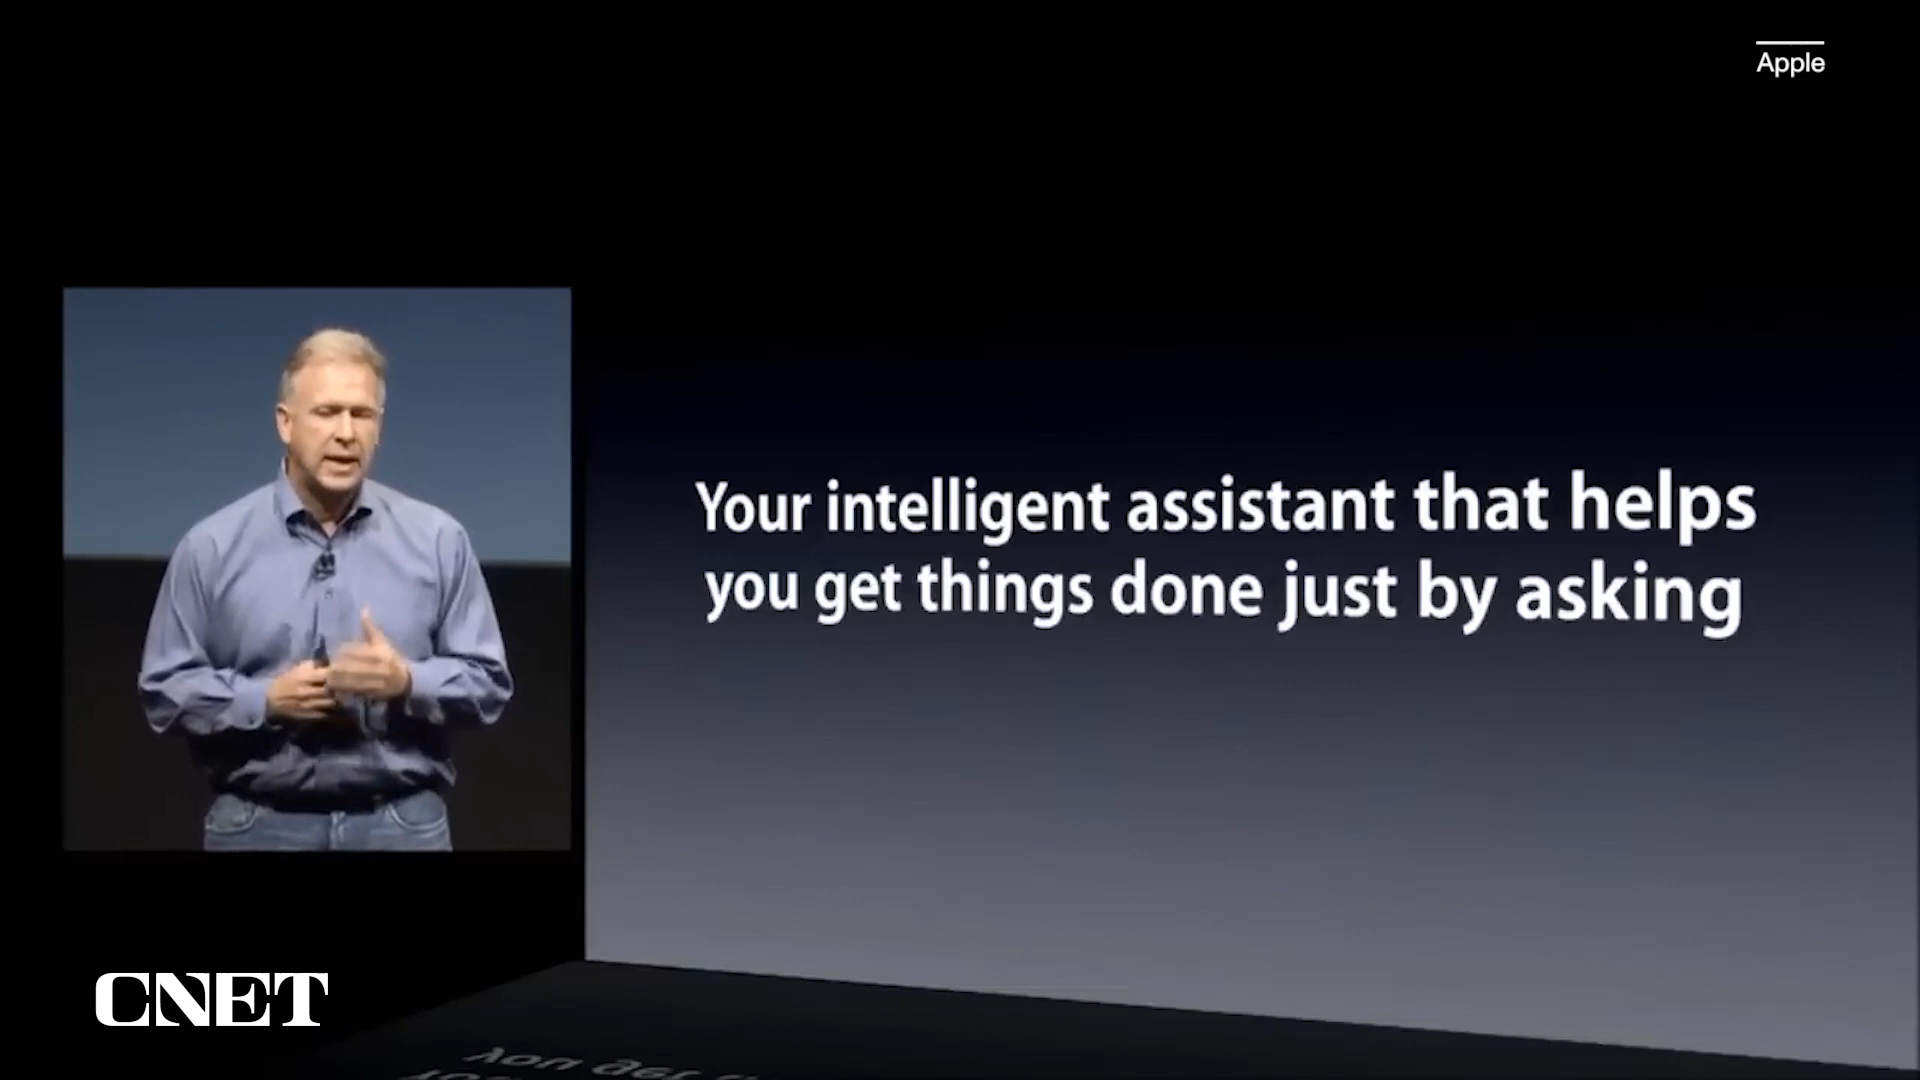 Apple
Your intelligent assistant that helps
you get things done just by asking
CNET